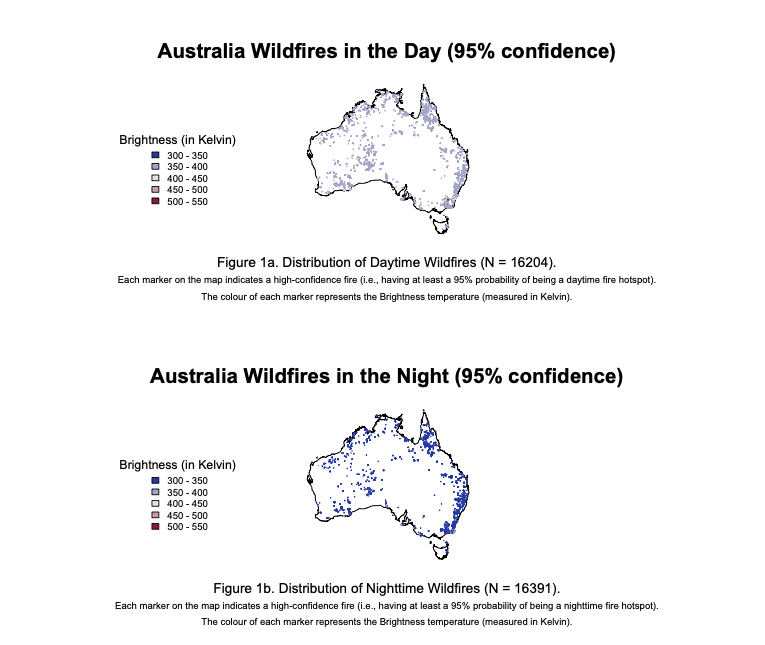 Australia Wildfires in the Day (95% confidence)
Brightness (in Kelvin)
300 - 350
350 - 400
400 - 450
450 - 500
500 - 550
Figure 1a. Distribution of Daytime Wildfires (N = 16204).
Each marker on the map indicates a high-confidence fire (i.e., having at least a 95% probability of being a daytime fire hotspot).
The colour of each marker represents the Brightness temperature (measured in Kelvin).
Australia Wildfires in the Night (95% confidence)
Brightness (in Kelvin)
300 - 350
350 - 400
400 - 450
450 - 500
500 - 550
Figure 1b. Distribution of Nighttime Wildfires (N = 16391).
Each marker on the map indicates a high-confidence fire (i.e., having at least a 95% probability of being a nighttime fire hotspot).
The colour of each marker represents the Brightness temperature (measured in Kelvin).